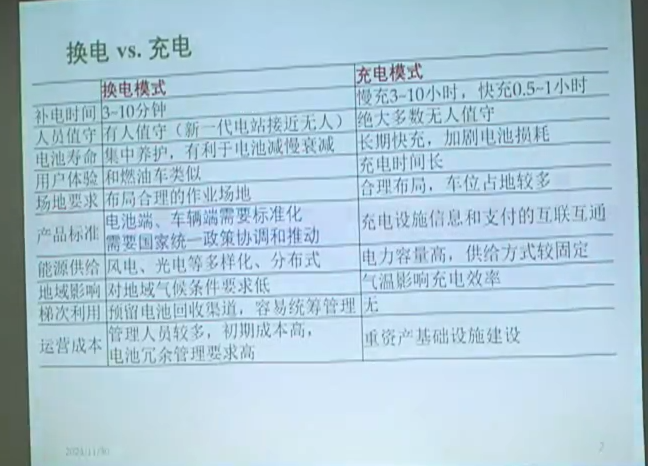 换电 vs. 充电
换电模式 充电模式
补电时间 3~10分钟 慢充3~10小时，快充0.5~1小时
人员值守 有人值守（新一代电站接近无人） 绝大多数无人值守
电池寿命 集中养护，有利于电池减慢衰减 长期快充，加剧电池损耗
用户体验 和燃油车类似 充电时间长
场地要求 布局合理的作业场地 合理布局，车位占地较多
产品标准 电池端、车辆端需要标准化 充电设施信息和支付的互联互通
需要国家统一政策协调和推动
能源供给 风电、光电等多样化、分布式 电力容量高，供给方式较固定
地域影响 对地域气候条件要求低 气温影响充电效率
梯次利用 预留电池回收渠道，容易统筹管理 无
运营成本 管理人员较多，初期成本高， 重资产基础设施建设
电池冗余管理要求高
2